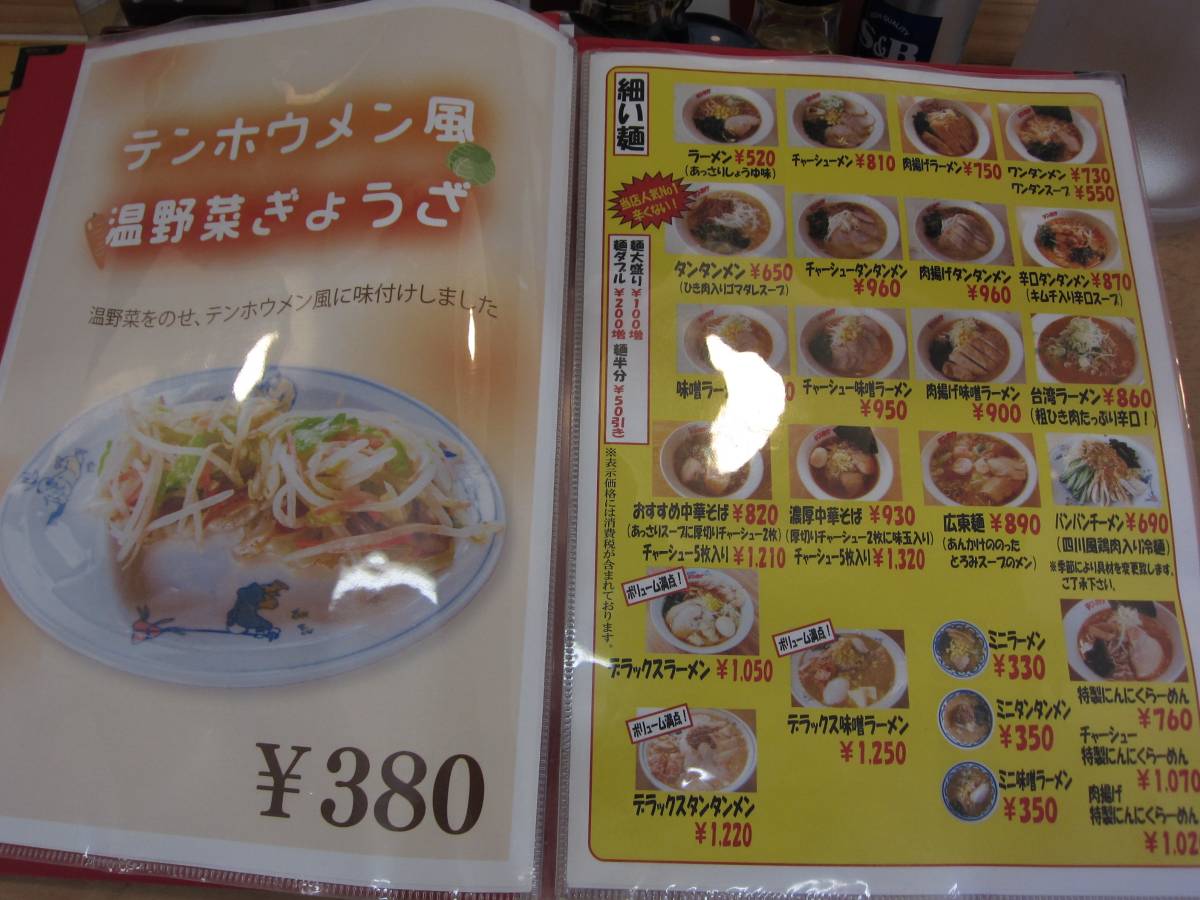 S&B
テンホウメン風
温野菜ぎょうざ
温野菜をのせ、テンホウメン風に味付けしました
¥380
細い麺
ラーメン¥520
(あっさりしょうゆ味)
チャーシューメン¥810
肉揚げラーメン¥750
ワンタンメン¥730
ワンタンスープ¥550
当店人気No1
辛くない!
タンタンメン¥650
(ひき肉入りゴマダレスープ)
チャーシュータンタンメン
¥960
肉揚げタンタンメン
¥960
辛口タンタンメン¥870
(キムチ入り辛口スープ)
麺大盛り¥100増
麺ダブル¥200増
麺半分¥50引き
味噌ラー
チャーシュー味噌ラーメン
¥950
肉揚げ味噌ラーメン
¥900
台湾ラーメン¥860
(粗ひき肉たっぷり辛口!)
※表示価格には消費税が含まれております。
おすすめ中華そば¥820
(あっさりスープに厚切りチャーシュー2枚)
チャーシュー5枚入り¥1.210
濃厚中華そば¥930
(厚切りチャーシュー2枚に味玉入り)
チャーシュー5枚入り¥1.320
広東麺¥890
(あんかけののった
とろみスープのメン)
バンバンチーメン¥690
(四川風鶏肉入り冷麺)
※季節により具材を変更致します。
ご了承下さい。
ボリューム満点!
デラックスラーメン¥1.050
ボリューム満点!
デラックス味噌ラーメン
¥1.250
ボリューム満点!
デラックスタンタンメン
¥1.220
ミニラーメン
¥330
ミニタンタンメン
¥350
ミニ味噌ラーメン
¥350
特製にんにくらーめん
¥760
チャーシュー
特製にんにくらーめん
¥1.070
肉揚げ
特製にんにくらーめん
¥1.02